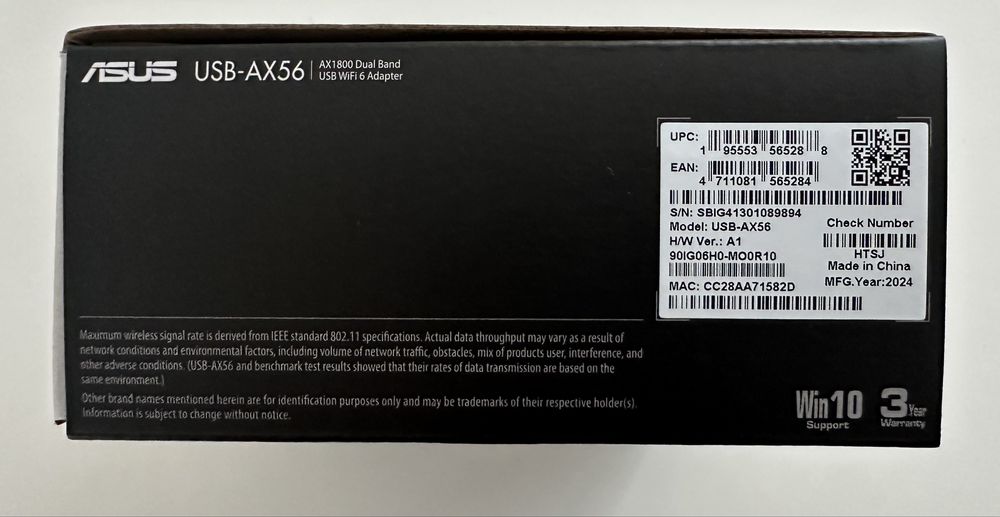 ASUS USB-AX56 AX1800 Dual Band
USB WiFi 6 Adapter
UPC:
1 95553 56528 8
EAN:
4 711081 565284
S/N: SBIG41301089894
Model: USB-AX56
H/W Ver.: A1
90IG06H0-MO0R10
MAC: CC28AA71582D
Check Number
HTSJ
Made in China
MFG.Year:2024
Maximum wireless signal rate is derived from IEEE standard 802.11 specifications. Actual data throughput may vary as a result of
network conditions and environmental factors, including volume of network traffic, obstacles, mix of products user, interference, and
other adverse conditions. (USB-AX56 and benchmark test results showed that their rates of data transmission are based on the
same environment.)
Other brand names mentioned herein are for identification purposes only and may be trademarks of their respective holder(s).
Information is subject to change without notice.
Win10
Support
3 Year
Warranty